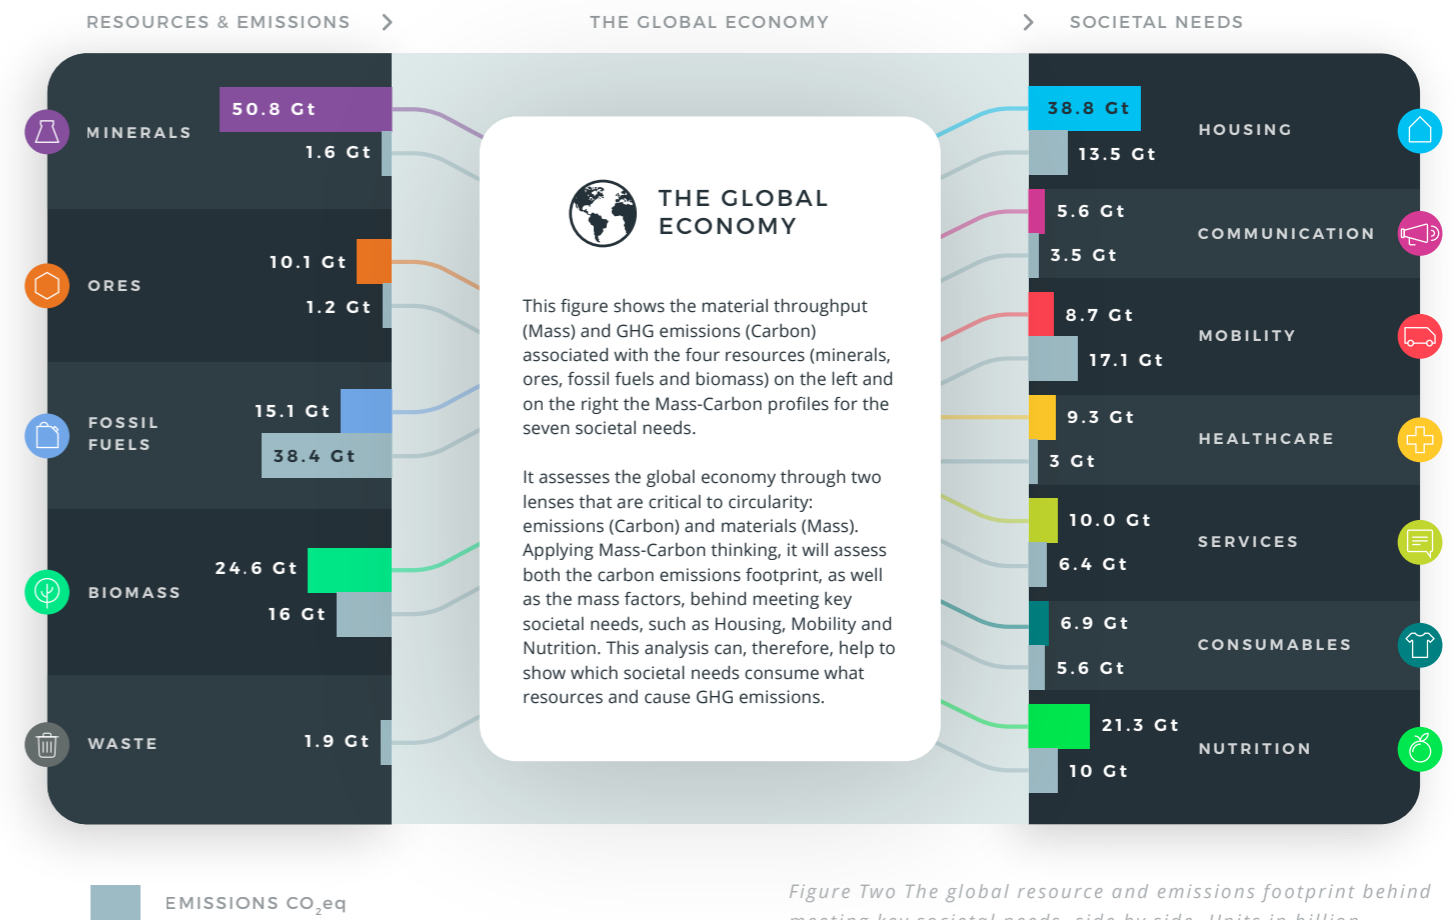 RESOURCES & EMISSIONS
THE GLOBAL ECONOMY
SOCIETAL NEEDS
MINERALS
50.8 Gt
1.6 Gt
ORES
10.1 Gt
1.2 Gt
FOSSIL
FUELS
15.1 Gt
38.4 Gt
BIOMASS
24.6 Gt
16 Gt
WASTE
1.9 Gt
THE GLOBAL
ECONOMY
This figure shows the material throughput
(Mass) and GHG emissions (Carbon)
associated with the four resources (minerals,
ores, fossil fuels and biomass) on the left and
on the right the Mass-Carbon profiles for the
seven societal needs.
It assesses the global economy through two
lenses that are critical to circularity:
emissions (Carbon) and materials (Mass).
Applying Mass-Carbon thinking, it will assess
both the carbon emissions footprint, as well
as the mass factors, behind meeting key
societal needs, such as Housing, Mobility and
Nutrition. This analysis can, therefore, help to
show which societal needs consume what
resources and cause GHG emissions.
38.8 Gt
13.5 Gt
HOUSING
5.6 Gt
3.5 Gt
COMMUNICATION
8.7 Gt
17.1 Gt
MOBILITY
9.3 Gt
3 Gt
HEALTHCARE
10.0 Gt
6.4 Gt
SERVICES
6.9 Gt
5.6 Gt
CONSUMABLES
21.3 Gt
10 Gt
NUTRITION
EMISSIONS CO₂eq
Figure Two The global resource and emissions footprint behind
meeting key societal needs, side by side. Units in billion